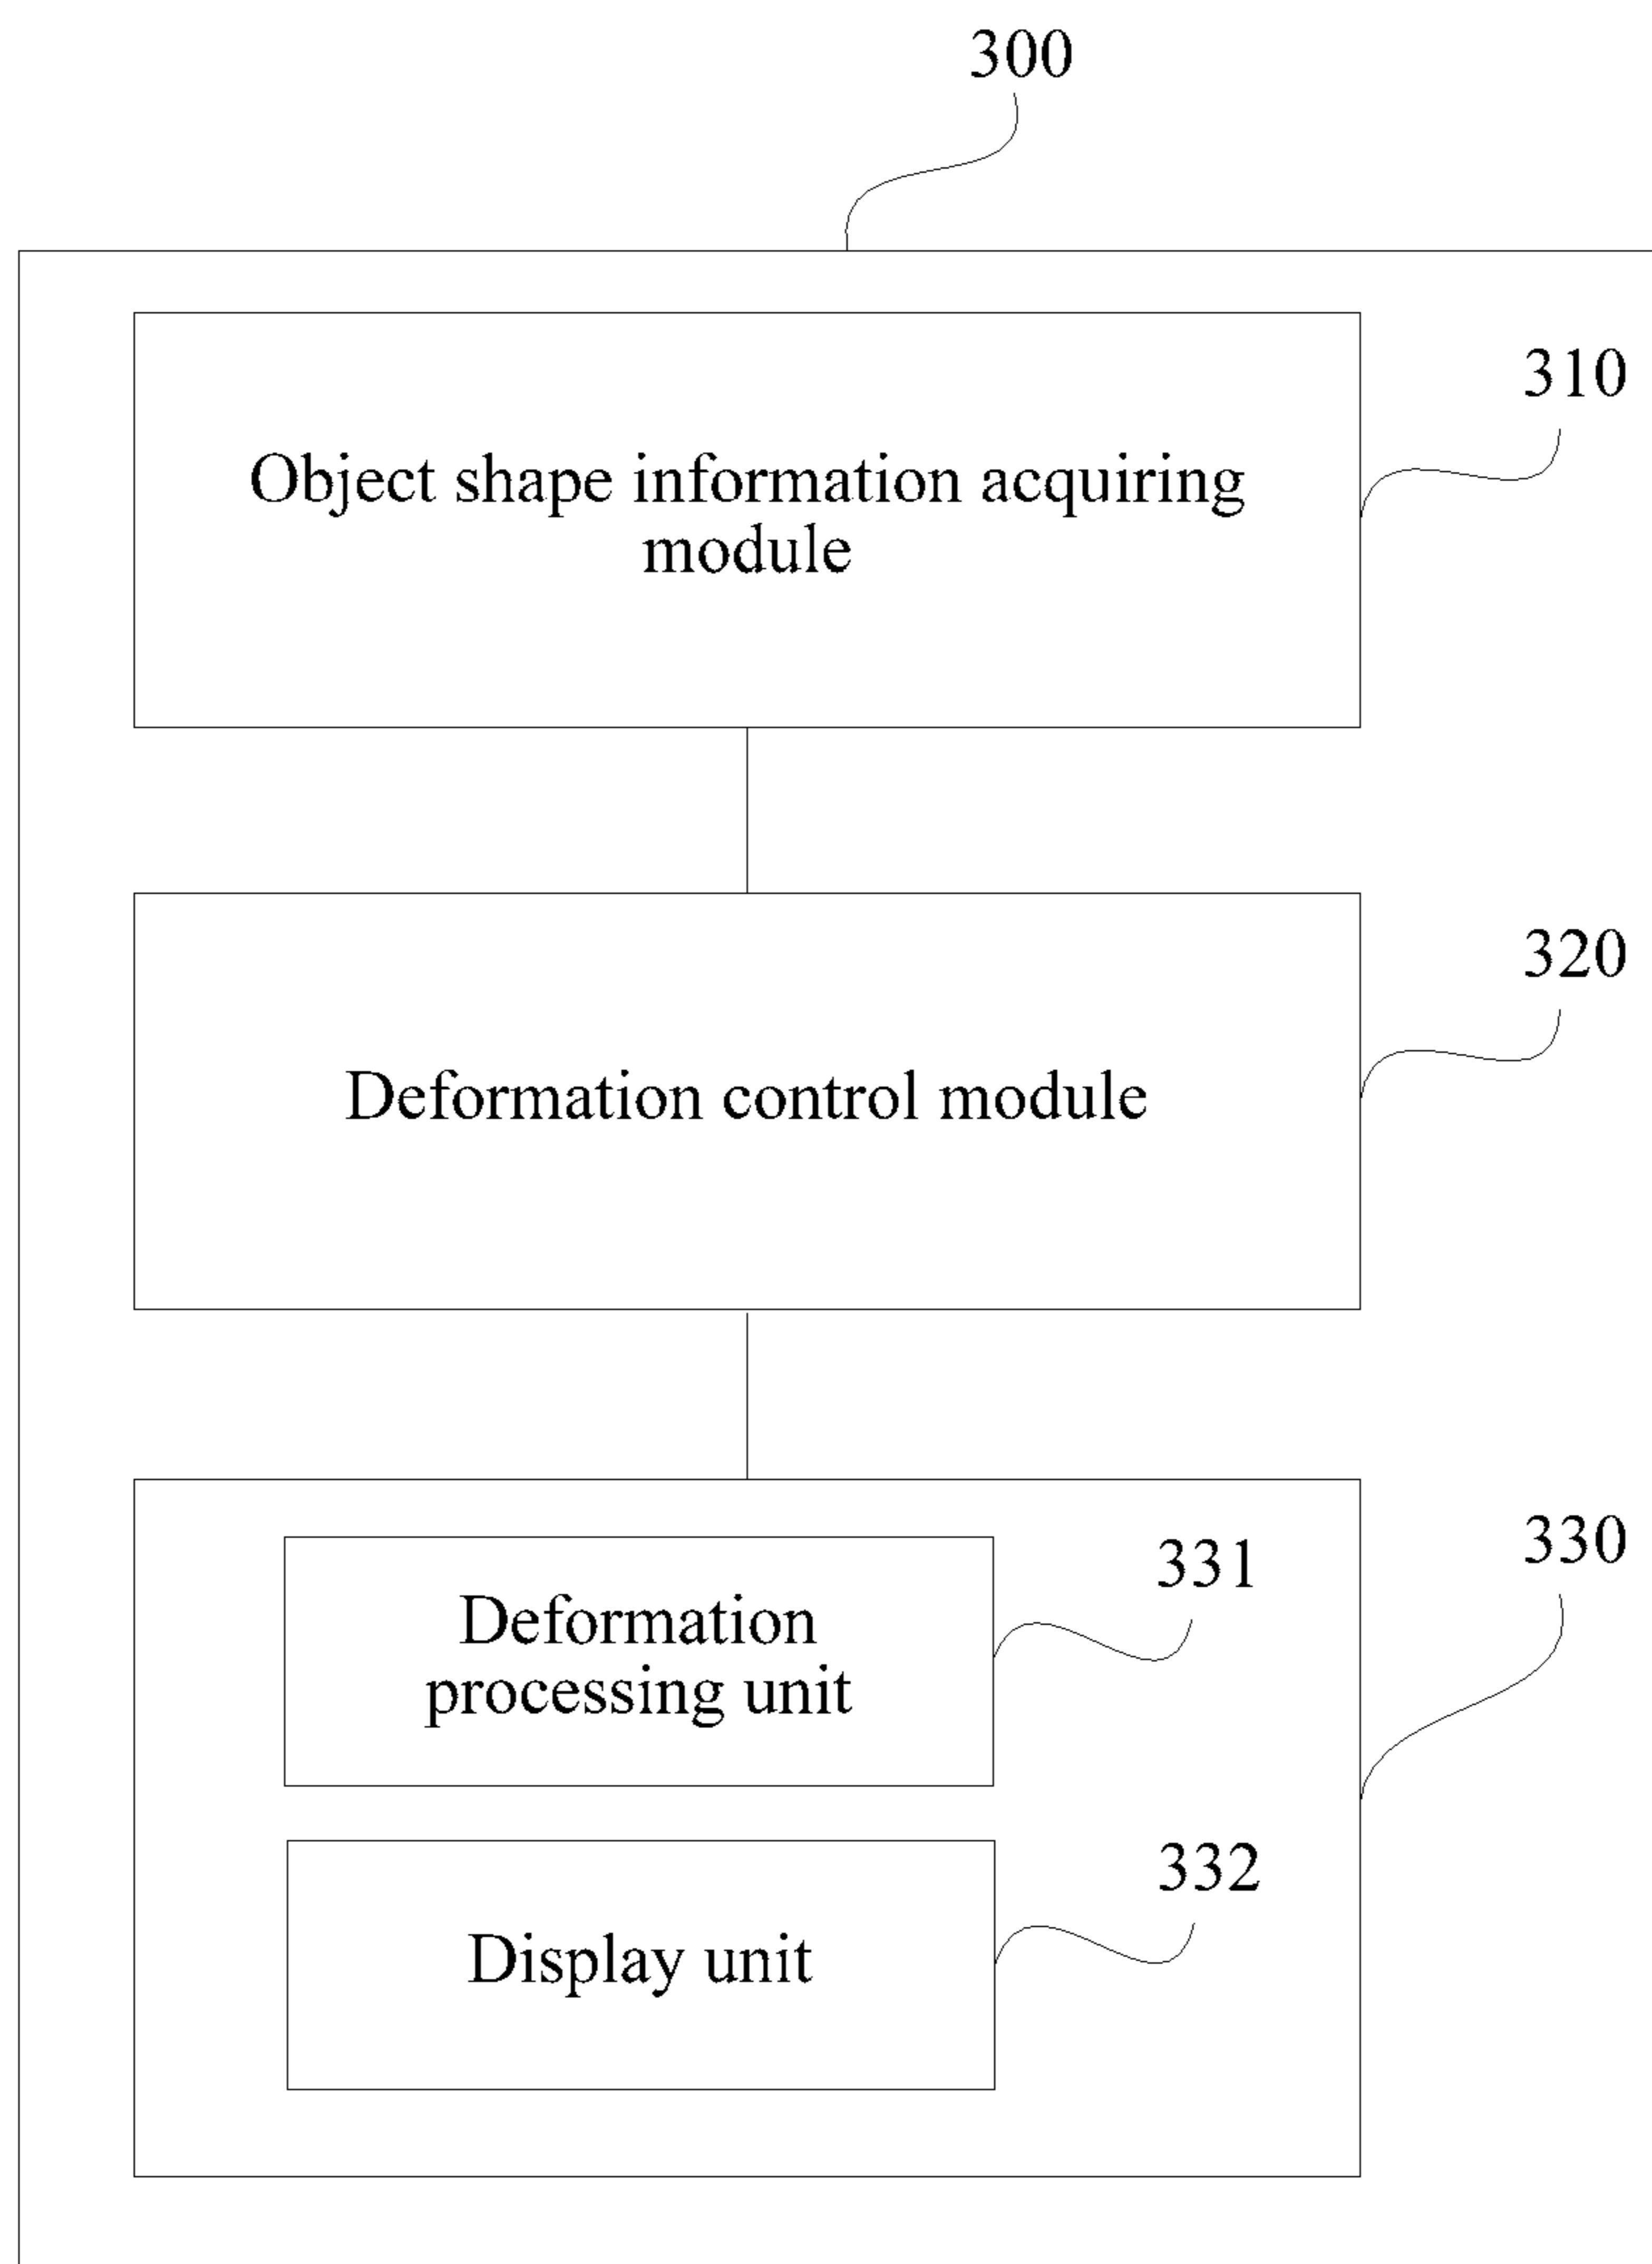 300
310
Object shape information acquiring
module
320
Deformation control module
330
331
Deformation
processing unit
332
Display unit